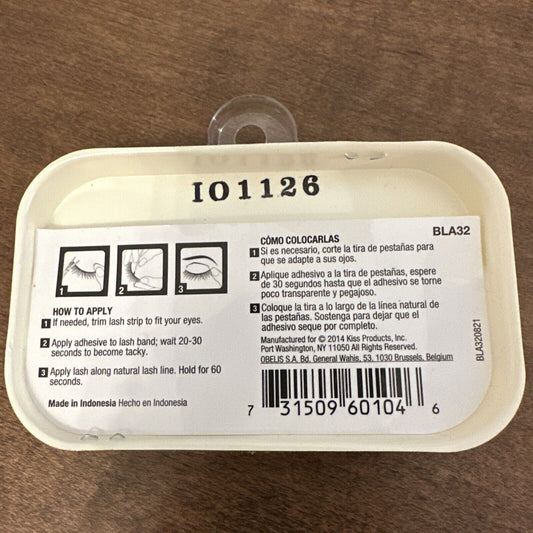 IO1126
BLA32
1 2 3
HOW TO APPLY
1 If needed, trim lash strip to fit your eyes.
2 Apply adhesive to lash band; wait 20-30
seconds to become tacky.
3 Apply lash along natural lash line. Hold for 60
seconds.
Made in Indonesia Hecho en Indonesia
CÓMO COLOCARLAS
1 Si es necesario, corte la tira de pestañas para
que se adapte a sus ojos.
2 Aplique adhesivo a la tira de pestañas, espere
de 30 segundos hasta que el adhesivo se torne
poco transparente y pegajoso.
3 Coloque la tira a lo largo de la línea natural de
las pestañas. Sostenga para dejar que el
adhesivo seque por completo.
Manufactured for © 2014 Kiss Products, Inc.
Port Washington, NY 11050 All Rights Reserved.
OBELIS S.A. Bd. Général Wahis, 53, 1030 Brussels, Belgium
7 31509 60104 6
BLA320821